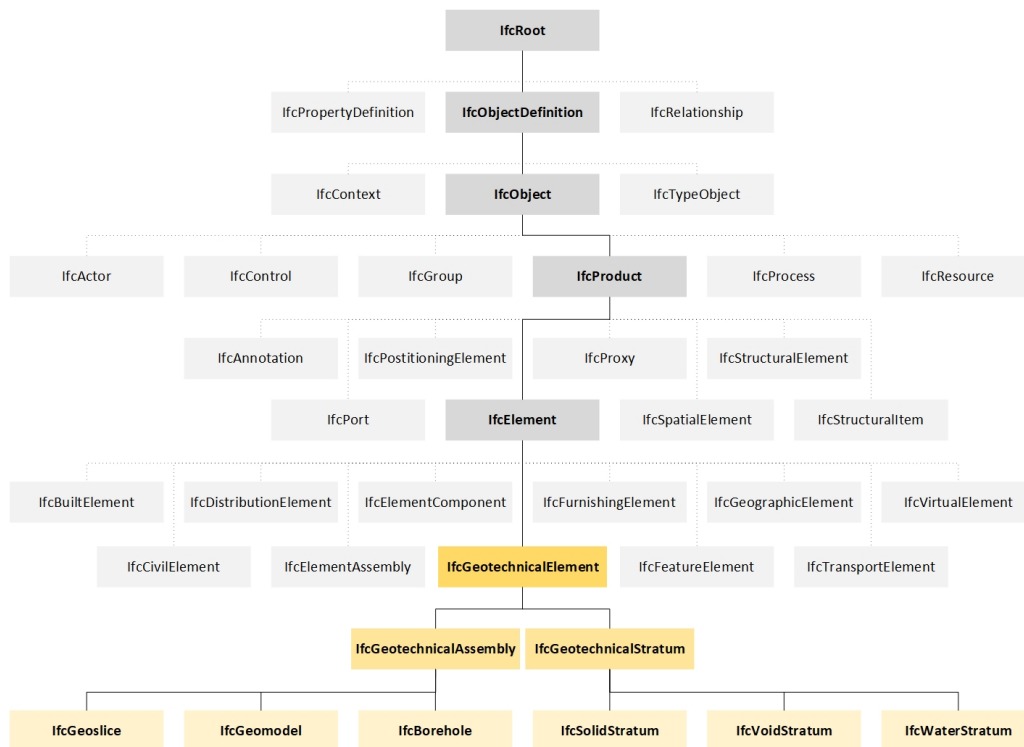 IfcRoot
IfcPropertyDefinition IfcObjectDefinition IfcRelationship
IfcContext IfcObject IfcTypeObject
IfcActor IfcControl IfcGroup IfcProduct IfcProcess IfcResource
IfcAnnotation IfcPostitioningElement IfcProxy IfcStructuralElement
IfcPort IfcElement IfcSpatialElement IfcStructuralItem
IfcBuiltElement IfcDistributionElement IfcElementComponent IfcFurnishingElement IfcGeographicElement IfcVirtualElement
IfcCivilElement IfcElementAssembly IfcGeotechnicalElement IfcFeatureElement IfcTransportElement
IfcGeotechnicalAssembly IfcGeotechnicalStratum
IfcGeoslice IfcGeomodel IfcBorehole IfcSolidStratum IfcVoidStratum IfcWaterStratum